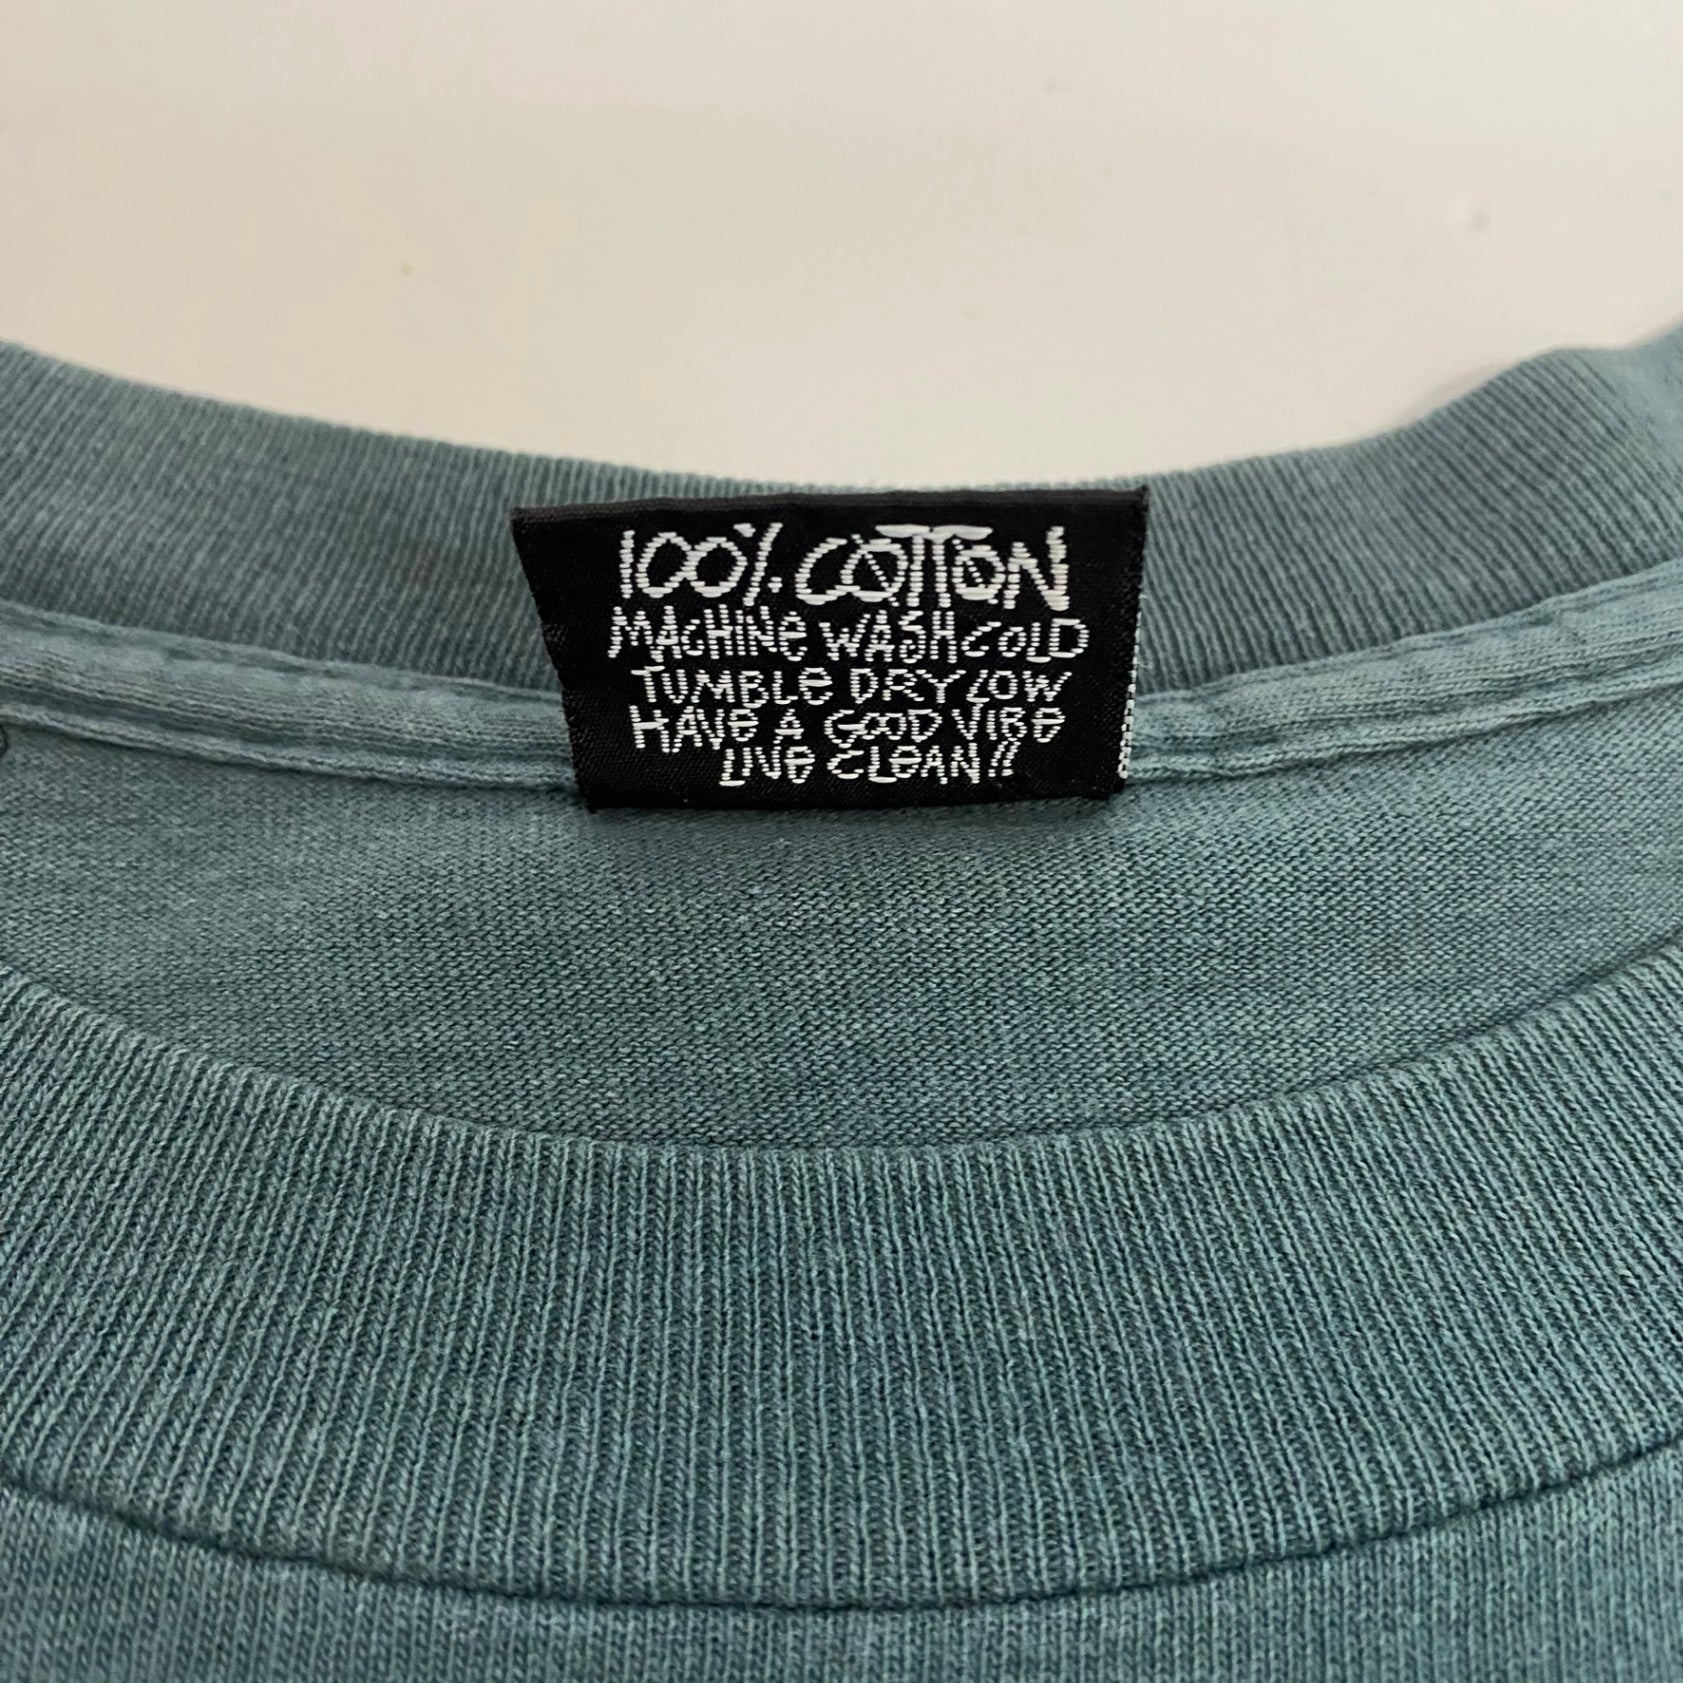 100% COTTON
MACHINe WASH COLD
TUMBLe DRY LOW
HAVe A GOOD VIBe
LIVe CLeAN!!